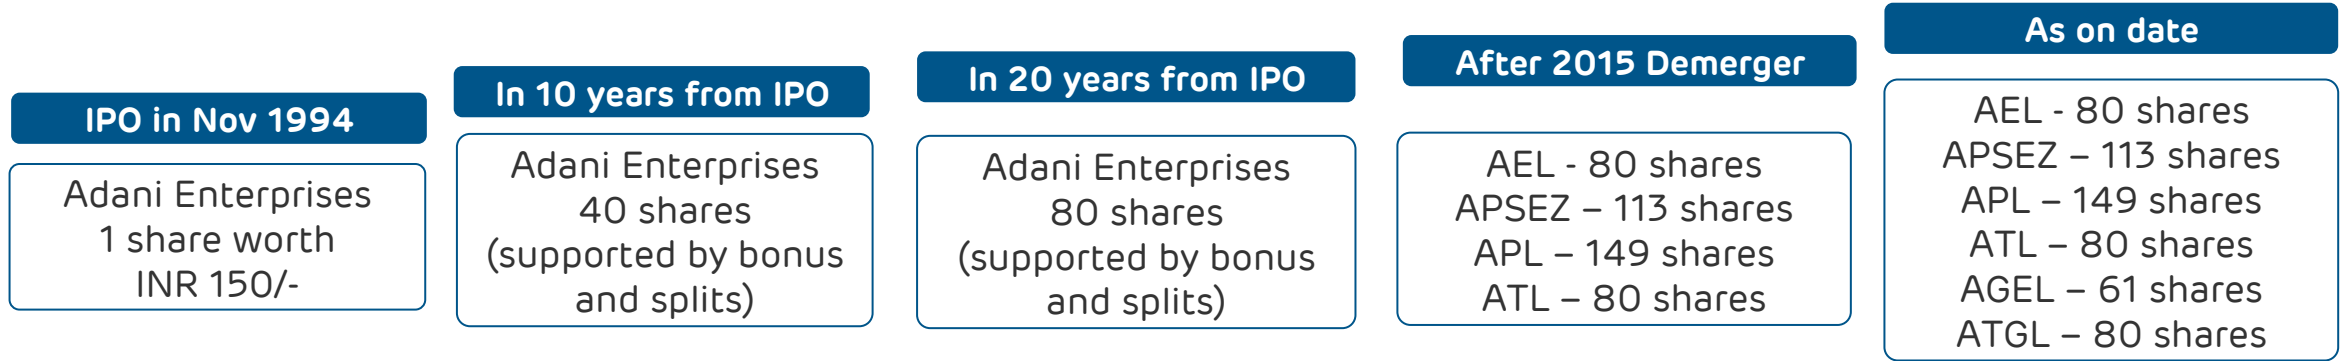 IPO in Nov 1994
Adani Enterprises
1 share worth
INR 150/-
In 10 years from IPO
Adani Enterprises
40 shares
(supported by bonus
and splits)
In 20 years from IPO
Adani Enterprises
80 shares
(supported by bonus
and splits)
After 2015 Demerger
AEL - 80 shares
APSEZ – 113 shares
APL – 149 shares
ATL – 80 shares
As on date
AEL - 80 shares
APSEZ – 113 shares
APL – 149 shares
ATL – 80 shares
AGEL – 61 shares
ATGL – 80 shares